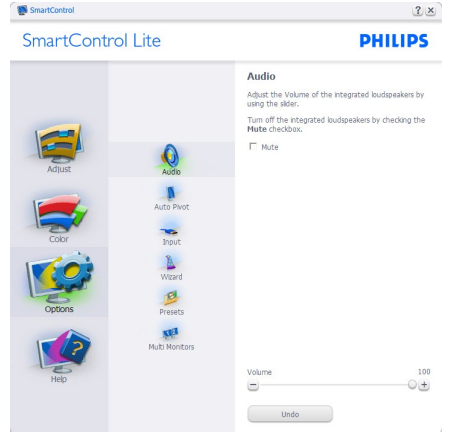 SmartControl
SmartControl Lite
PHILIPS
Adjust
Color
Options
Help
Audio
Auto Pivot
Input
Wizard
Presets
Multi Monitors
Audio
Adjust the Volume of the integrated loudspeakers by
using the slider.
Turn off the integrated loudspeakers by checking the
Mute checkbox.
Mute
Volume 100
Undo